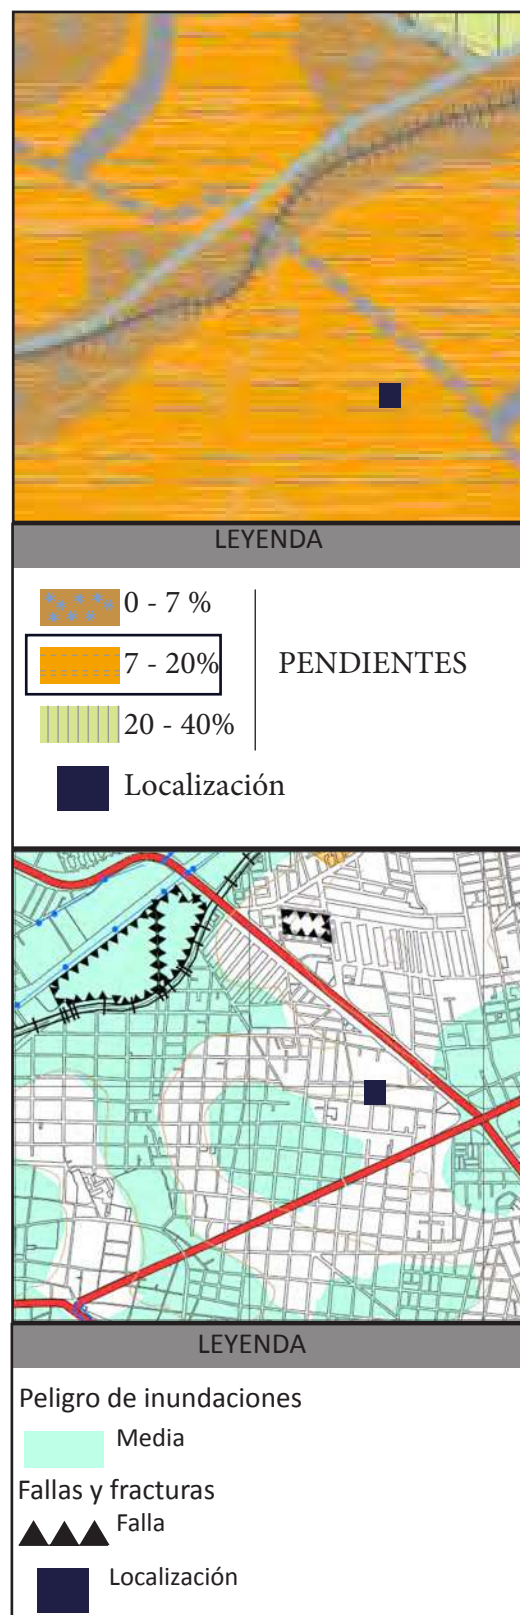 LEYENDA
0 - 7 %
7 - 20% PENDIENTES
20 - 40%
Localización
LEYENDA
Peligro de inundaciones
Media
Fallas y fracturas
Falla
Localización